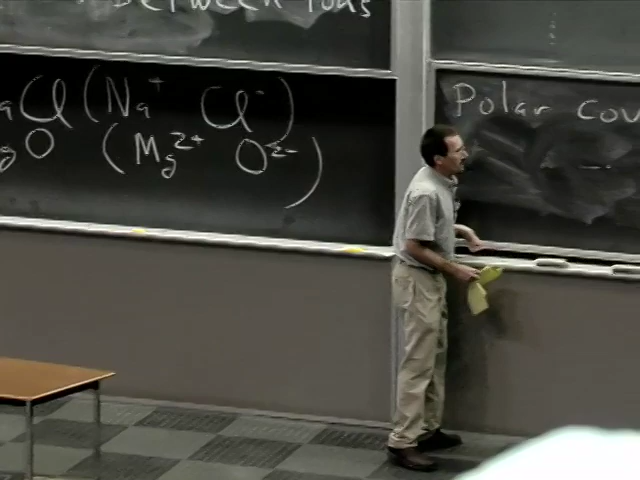 Between Ions
aCl (Na⁺ Cl⁻)
gO (Mg²⁺ O²⁻)
Polar cov